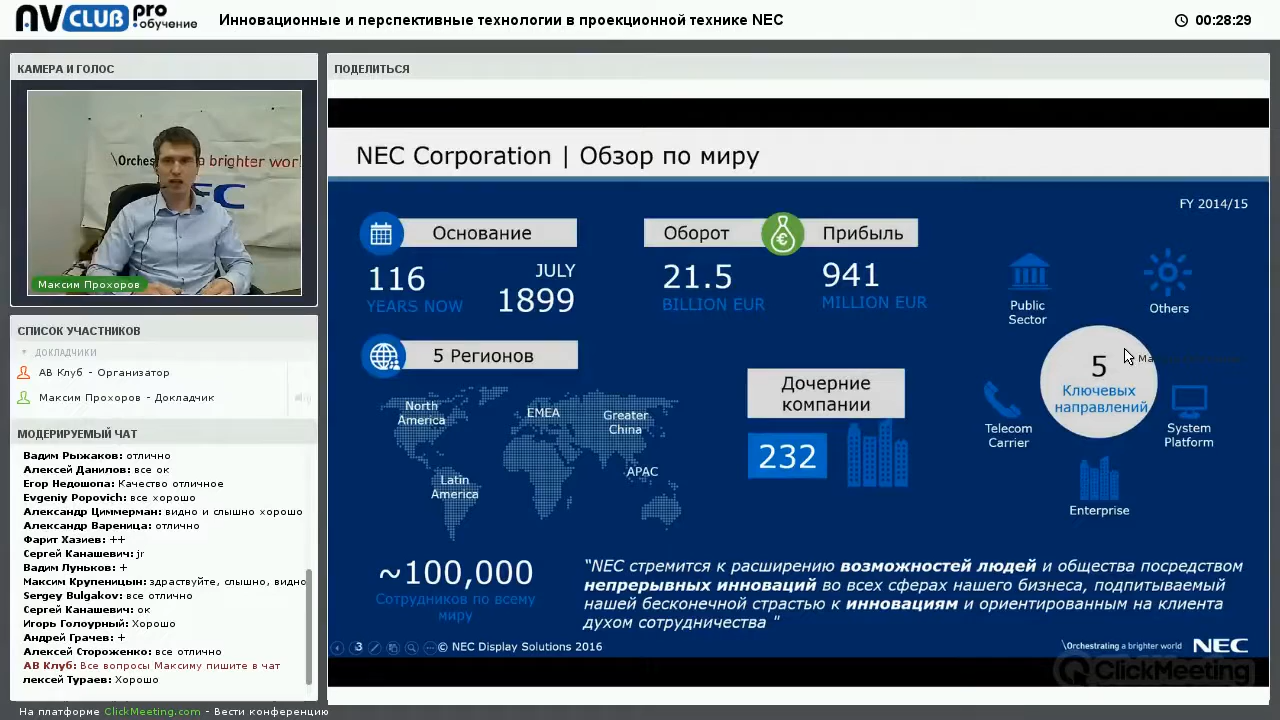 AVCLUB pro
обучение
Инновационные и перспективные технологии в проекционной технике NEC
00:28:29
КАМЕРА И ГОЛОС
\Orchestrating a brighter world
NEC
Максим Прохоров
СПИСОК УЧАСТНИКОВ
ДОКЛАДЧИКИ
АВ Клуб - Организатор
Максим Прохоров - Докладчик
МОДЕРИРУЕМЫЙ ЧАТ
Вадим Рыжаков: отлично
Алексей Данилов: все ок
Егор Недошопа: Качество отличное
Evgeniy Popovich: все хорошо
Александр Циммерман: видно и слышно хорошо
Александр Вареница: отлично
Фарит Хазиев: ++
Сергей Канашевич: jr
Вадим Луньков: +
Максим Крупеницын: здраствуйте, слышно, видно
Sergey Bulgakov: все отлично
Сергей Канашевич: ок
Игорь Голоурный: Хорошо
Андрей Грачев: +
Алексей Стороженко: все отлично
АВ Клуб: Все вопросы Максиму пишите в чат
лексей Тураев: Хорошо
На платформе ClickMeeting.com - Вести конференцию
ПОДЕЛИТЬСЯ
NEC Corporation | Обзор по миру
FY 2014/15
Основание
116
YEARS NOW
JULY
1899
Оборот
Прибыль
21.5
BILLION EUR
941
MILLION EUR
5 Регионов
North
America
EMEA
Greater
China
APAC
Latin
America
Дочерние
компании
232
Public
Sector
Others
5
Ключевых
направлений
Telecom
Carrier
System
Platform
Enterprise
~100,000
Сотрудников по всему
миру
"NEC стремится к расширению возможностей людей и общества посредством
непрерывных инноваций во всех сферах нашего бизнеса, подпитываемый
нашей бесконечной страстью к инновациям и ориентированным на клиента
духом сотрудничества "
3
© NEC Display Solutions 2016
\Orchestrating a brighter world
NEC
ClickMeeting